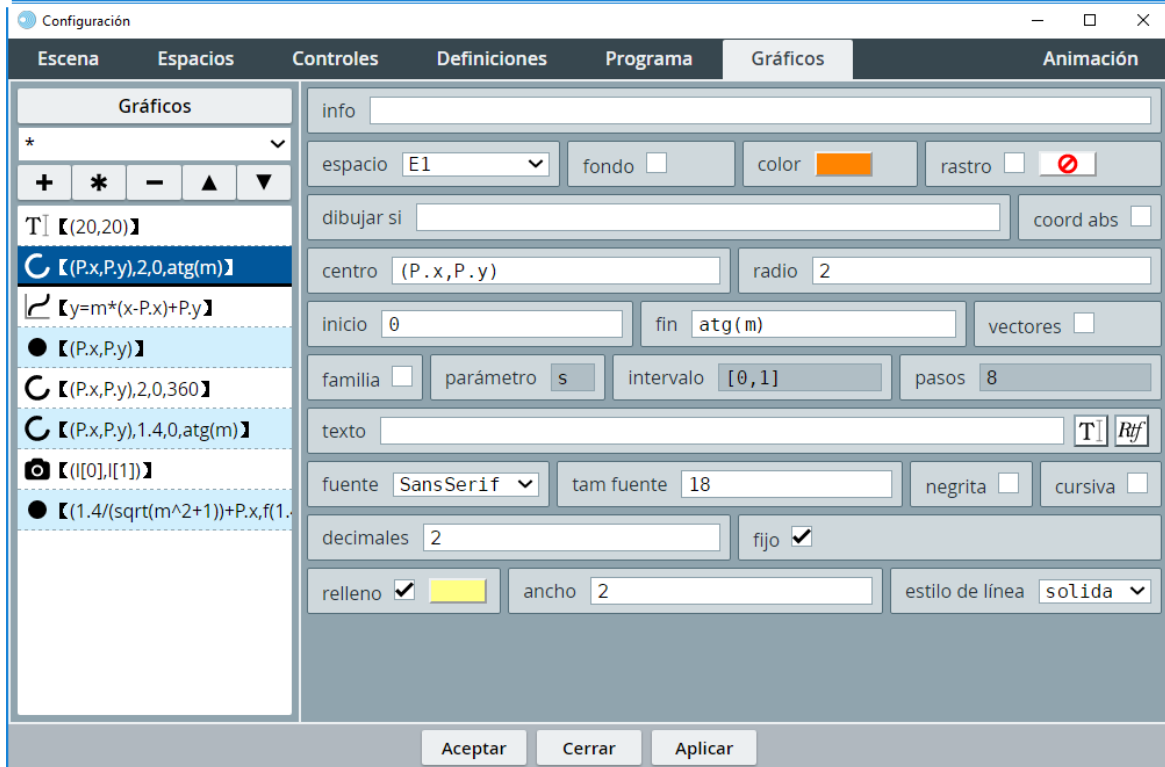 Configuración
Escena Espacios Controles Definiciones Programa Gráficos Animación
Gráficos
*
+ * − ▲ ▼
T 【(20,20)】
【(P.x,P.y),2,0,atg(m)】
【y=m*(x-P.x)+P.y】
【(P.x,P.y)】
【(P.x,P.y),2,0,360】
【(P.x,P.y),1.4,0,atg(m)】
【(I[0],I[1])】
【(1.4/(sqrt(m^2+1))+P.x,f(1.
info
espacio E1 fondo color rastro
dibujar si coord abs
centro (P.x,P.y) radio 2
inicio 0 fin atg(m) vectores
familia parámetro s intervalo [0,1] pasos 8
texto T Rtf
fuente SansSerif tam fuente 18 negrita cursiva
decimales 2 fijo
relleno ancho 2 estilo de línea solida
Aceptar Cerrar Aplicar